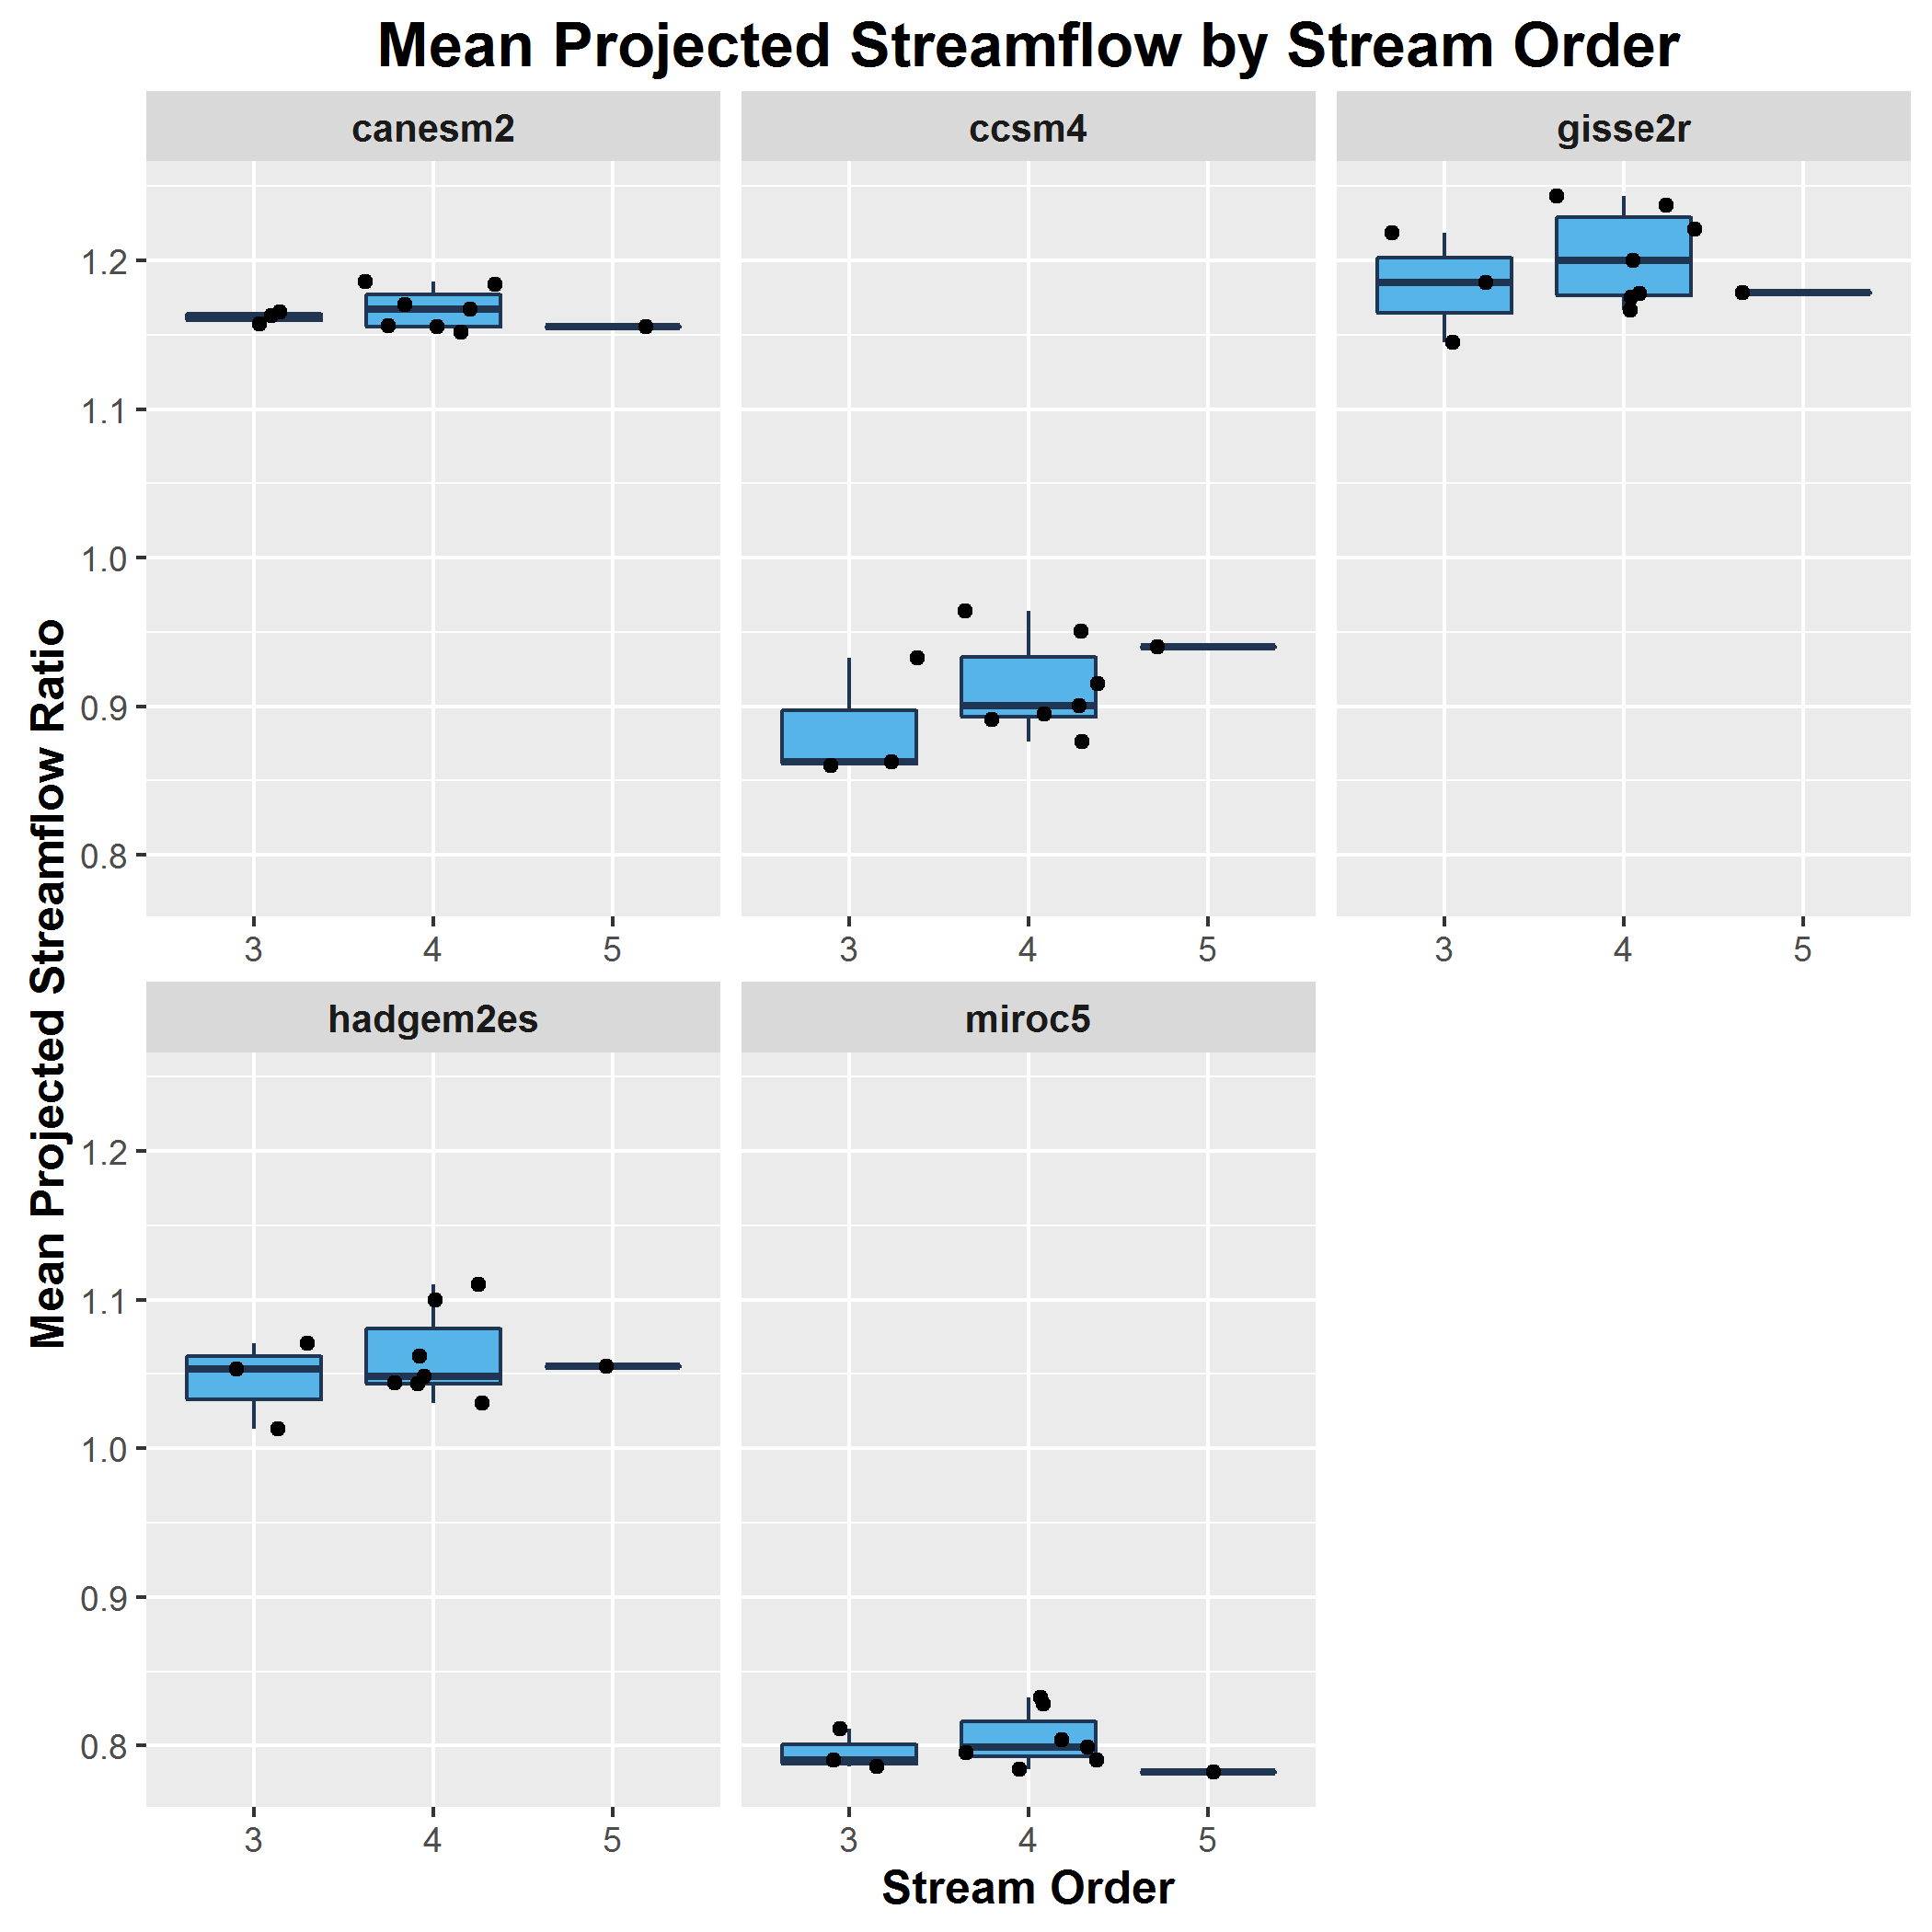 Mean Projected Streamflow by Stream Order
canesm2
ccsm4
gisse2r
Mean Projected Streamflow Ratio
1.2
1.1
1.0
0.9
0.8
3 4 5
3 4 5
3 4 5
hadgem2es
miroc5
1.2
1.1
1.0
0.9
0.8
3 4 5
3 4 5
Stream Order